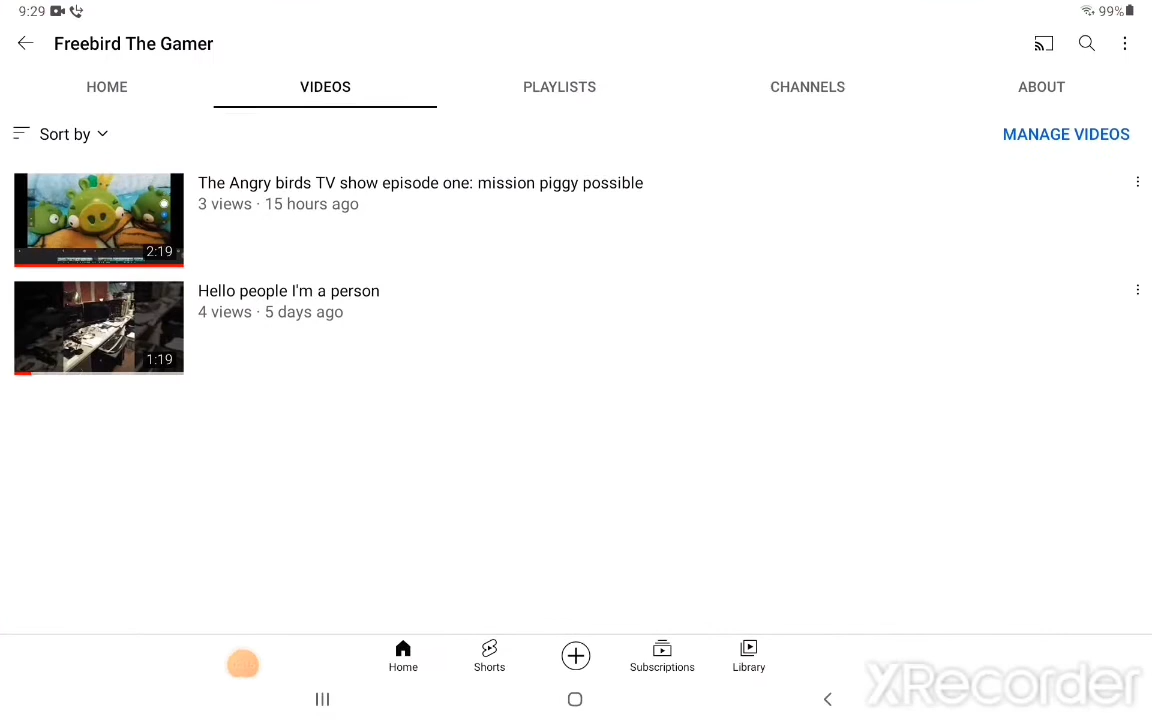 9:29
99%
Freebird The Gamer
HOME
VIDEOS
PLAYLISTS
CHANNELS
ABOUT
Sort by
MANAGE VIDEOS
The Angry birds TV show episode one: mission piggy possible
3 views · 15 hours ago
2:19
Hello people I'm a person
4 views · 5 days ago
1:19
Home
Shorts
Subscriptions
Library
XRecorder